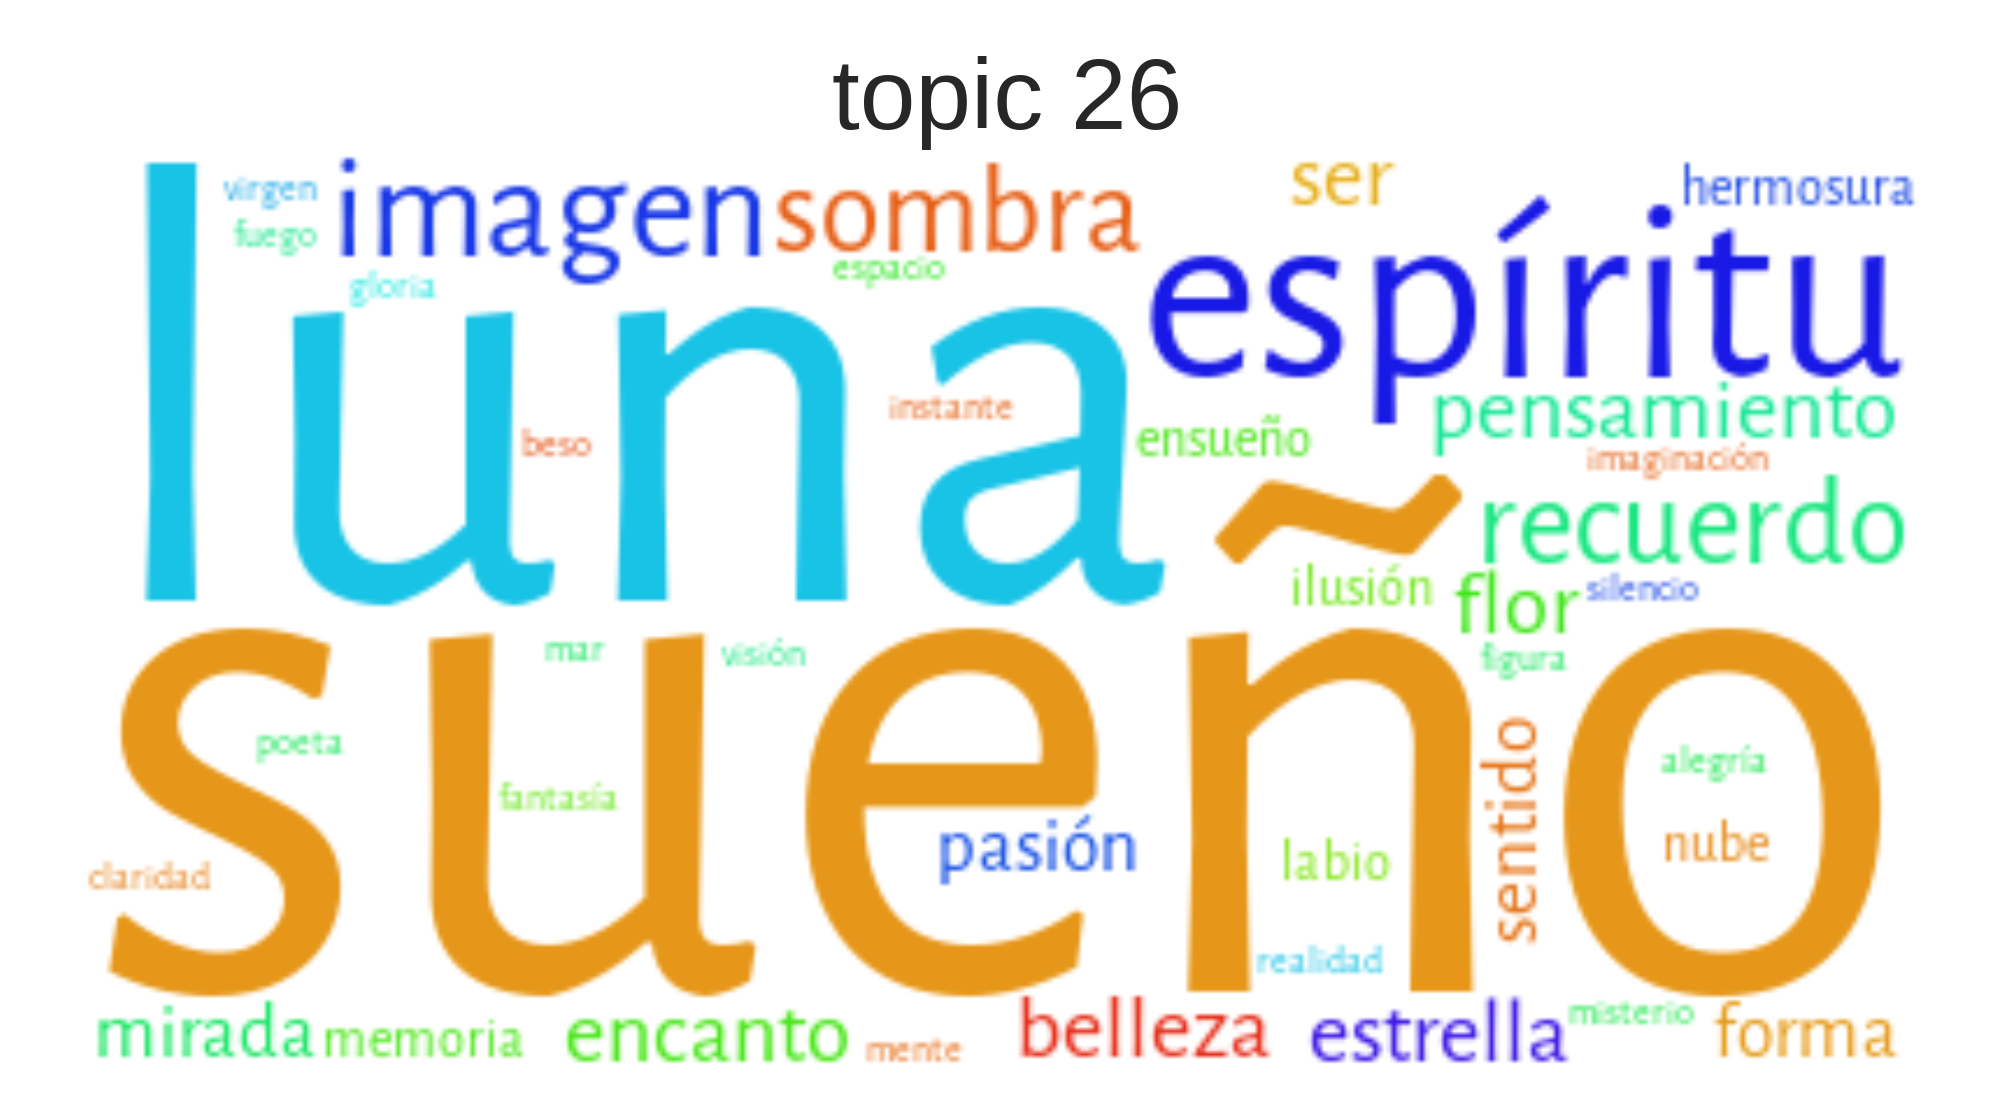 topic 26
virgen
imagen
sombra
ser
hermosura
fuego
espíritu
gloria
espacio
luna
instante
beso
ensueño
pensamiento
imaginación
recuerdo
ilusión
flor
silencio
sueño
mar
visión
figura
poeta
fantasía
sentido
alegría
pasión
labio
nube
claridad
realidad
mirada
memoria
encanto
mente
belleza
estrella
misterio
forma